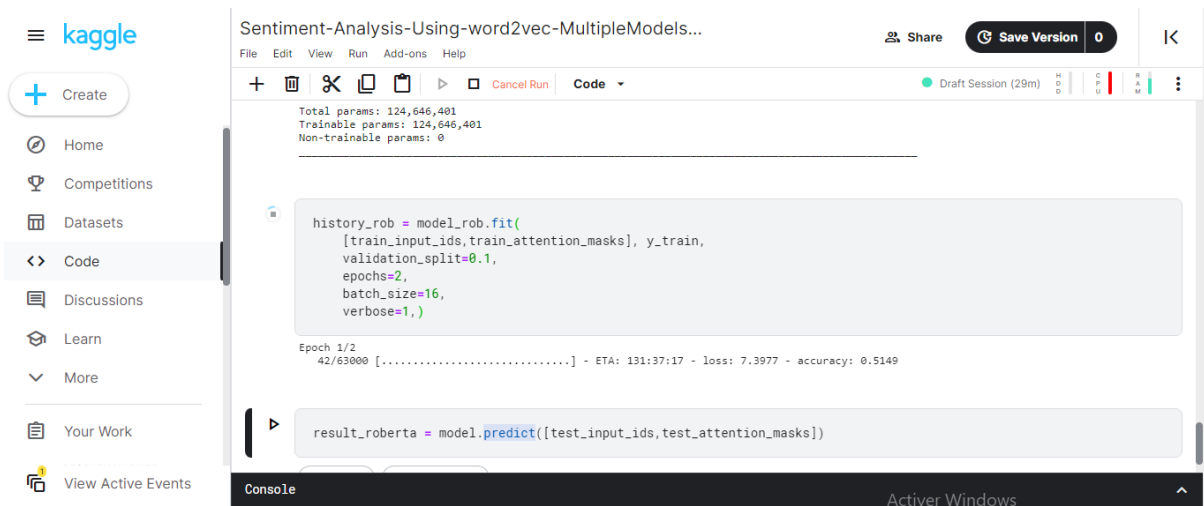 kaggle
Create
Home
Competitions
Datasets
Code
Discussions
Learn
More
Your Work
1
View Active Events
Sentiment-Analysis-Using-word2vec-MultipleModels...
File Edit View Run Add-ons Help
Share
Save Version 0
Cancel Run
Code
Draft Session (29m)
HDD
CPU
RAM
Total params: 124,646,401
Trainable params: 124,646,401
Non-trainable params: 0
history_rob = model_rob.fit(
[train_input_ids,train_attention_masks], y_train,
validation_split=0.1,
epochs=2,
batch_size=16,
verbose=1,)
Epoch 1/2
42/63000 [..............................] - ETA: 131:37:17 - loss: 7.3977 - accuracy: 0.5149
result_roberta = model.predict([test_input_ids,test_attention_masks])
Console
Activer Windows